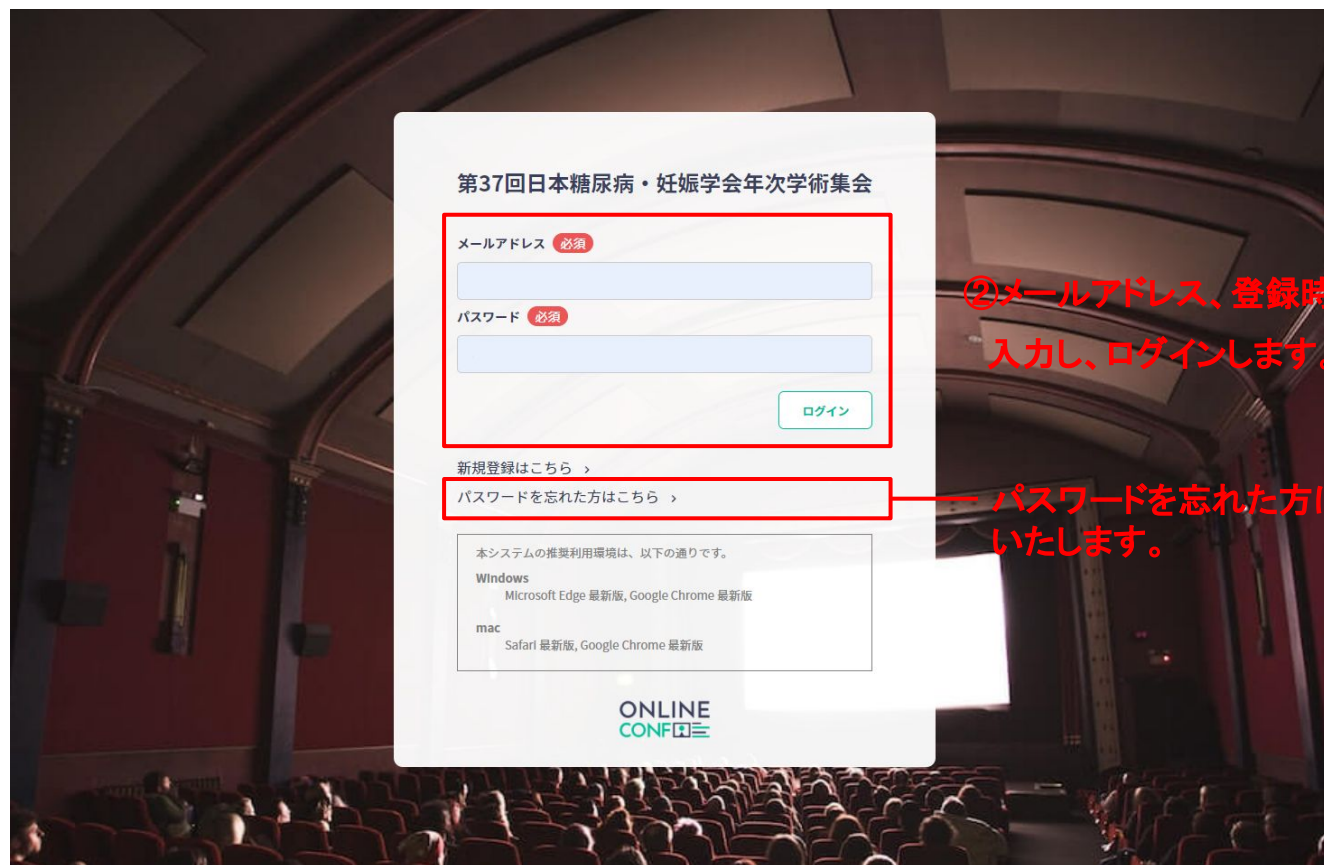 第37回日本糖尿病・妊娠学会年次学術集会
メールアドレス 必須
パスワード 必須
ログイン
新規登録はこちら ›
パスワードを忘れた方はこちら ›
本システムの推奨利用環境は、以下の通りです。
Windows
Microsoft Edge 最新版, Google Chrome 最新版
mac
Safari 最新版, Google Chrome 最新版
ONLINE
CONF
②メールアドレス、登録時
入力し、ログインします。
パスワードを忘れた方は
いたします。